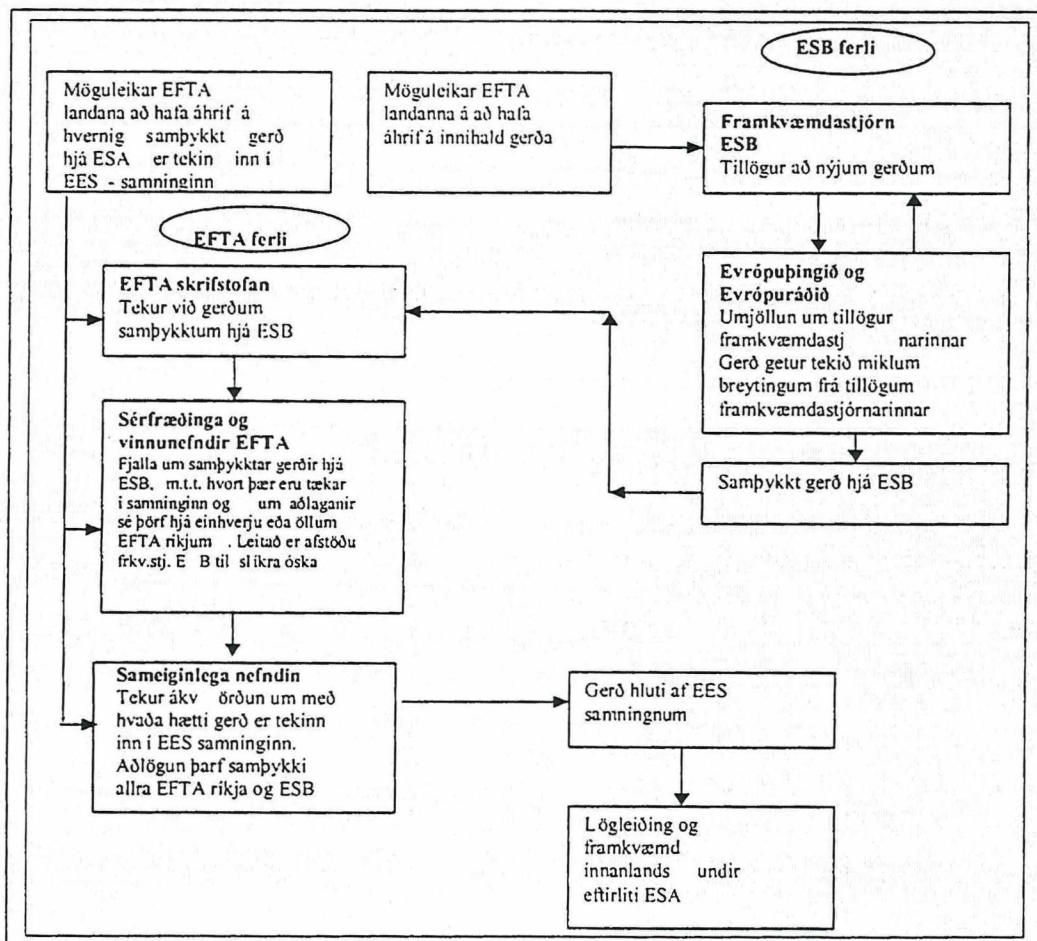 ESB ferli
Möguleikar EFTA
landana að hafa áhrif á
hvernig samþykkt gerð
hjá ESA er tekin inn í
EES - samninginn
Möguleikar EFTA
landanna á að hafa
áhrif á innihald gerða
Framkvæmdastjórn
ESB
Tillögur að nýjum gerðum
EFTA ferli
EFTA skrifstofan
Tekur við gerðum
samþykktum hjá ESB
Evrópuþingið og
Evrópuráðið
Umjöllun um tillögur
framkvæmdastj narinnar
Gerð getur tekið miklum
breytingum frá tillögum
framkvæmdastjórnarinnar
Sérfræðinga og
vinnunefndir EFTA
Fjalla um samþykktar gerðir hjá
ESB, m.t.t. hvort þær eru tækar
í samninginn og um aðlaganir
sé þörf hjá einhverju eða öllum
EFTA ríkjum . Leitað er afstöðu
frkv.stj. E B til slíkra óska
Samþykkt gerð hjá ESB
Sameiginlega nefndin
Tekur ákv örðun um með
hvaða hætti gerð er tekinn
inn í EES samninginn.
Aðlögun þarf samþykki
allra EFTA ríkja og ESB
Gerð hluti af EES
samningnum
Lögleiðing og
framkvæmd
innanlands undir
eftirliti ESA